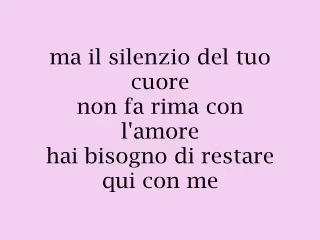 ma il silenzio del tuo
cuore
non fa rima con
l'amore
hai bisogno di restare
qui con me